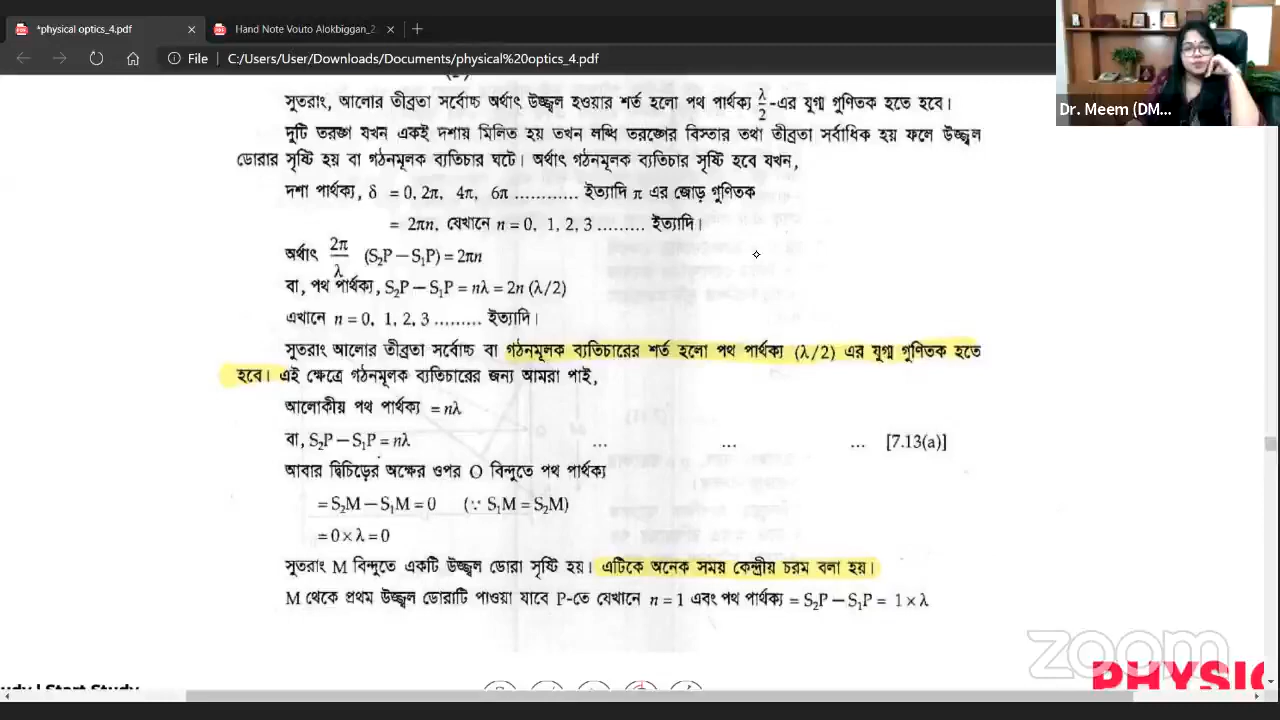 *physical optics_4.pdf
Hand Note Vouto Alokbiggan_2
File C:/Users/User/Downloads/Documents/physical%20optics_4.pdf
Dr. Meem (DM...
সুতরাং, আলোর তীব্রতা সর্বোচ্চ অর্থাৎ উজ্জ্বল হওয়ার শর্ত হলো পথ পার্থক্য λ/2-এর যুগ্ম গুণিতক হতে হবে।
দুটি তরঙ্গ যখন একই দশায় মিলিত হয় তখন লব্ধি তরঙ্গের বিস্তার তথা তীব্রতা সর্বাধিক হয় ফলে উজ্জ্বল
ডোরার সৃষ্টি হয় বা গঠনমূলক ব্যতিচার ঘটে। অর্থাৎ গঠনমূলক ব্যতিচার সৃষ্টি হবে যখন,
দশা পার্থক্য, δ = 0, 2π, 4π, 6π ............ ইত্যাদি π এর জোড় গুণিতক
= 2πn, যেখানে n = 0, 1, 2, 3 ......... ইত্যাদি।
অর্থাৎ 2π/λ (S₂P – S₁P) = 2πn
বা, পথ পার্থক্য, S₂P – S₁P = nλ = 2n (λ/2)
এখানে n = 0, 1, 2, 3 ......... ইত্যাদি।
সুতরাং আলোর তীব্রতা সর্বোচ্চ বা গঠনমূলক ব্যতিচারের শর্ত হলো পথ পার্থক্য (λ/2) এর যুগ্ম গুণিতক হতে
হবে। এই ক্ষেত্রে গঠনমূলক ব্যতিচারের জন্য আমরা পাই,
আলোকীয় পথ পার্থক্য = nλ
বা, S₂P – S₁P = nλ ... ... ... [7.13(a)]
আবার দ্বিচিড়ের অক্ষের ওপর O বিন্দুতে পথ পার্থক্য
= S₂M – S₁M = 0 (∵ S₁M = S₂M)
= 0 × λ = 0
সুতরাং M বিন্দুতে একটি উজ্জ্বল ডোরা সৃষ্টি হয়। এটিকে অনেক সময় কেন্দ্রীয় চরম বলা হয়।
M থেকে প্রথম উজ্জ্বল ডোরাটি পাওয়া যাবে P-তে যেখানে n = 1 এবং পথ পার্থক্য = S₂P – S₁P = 1 × λ
zoom